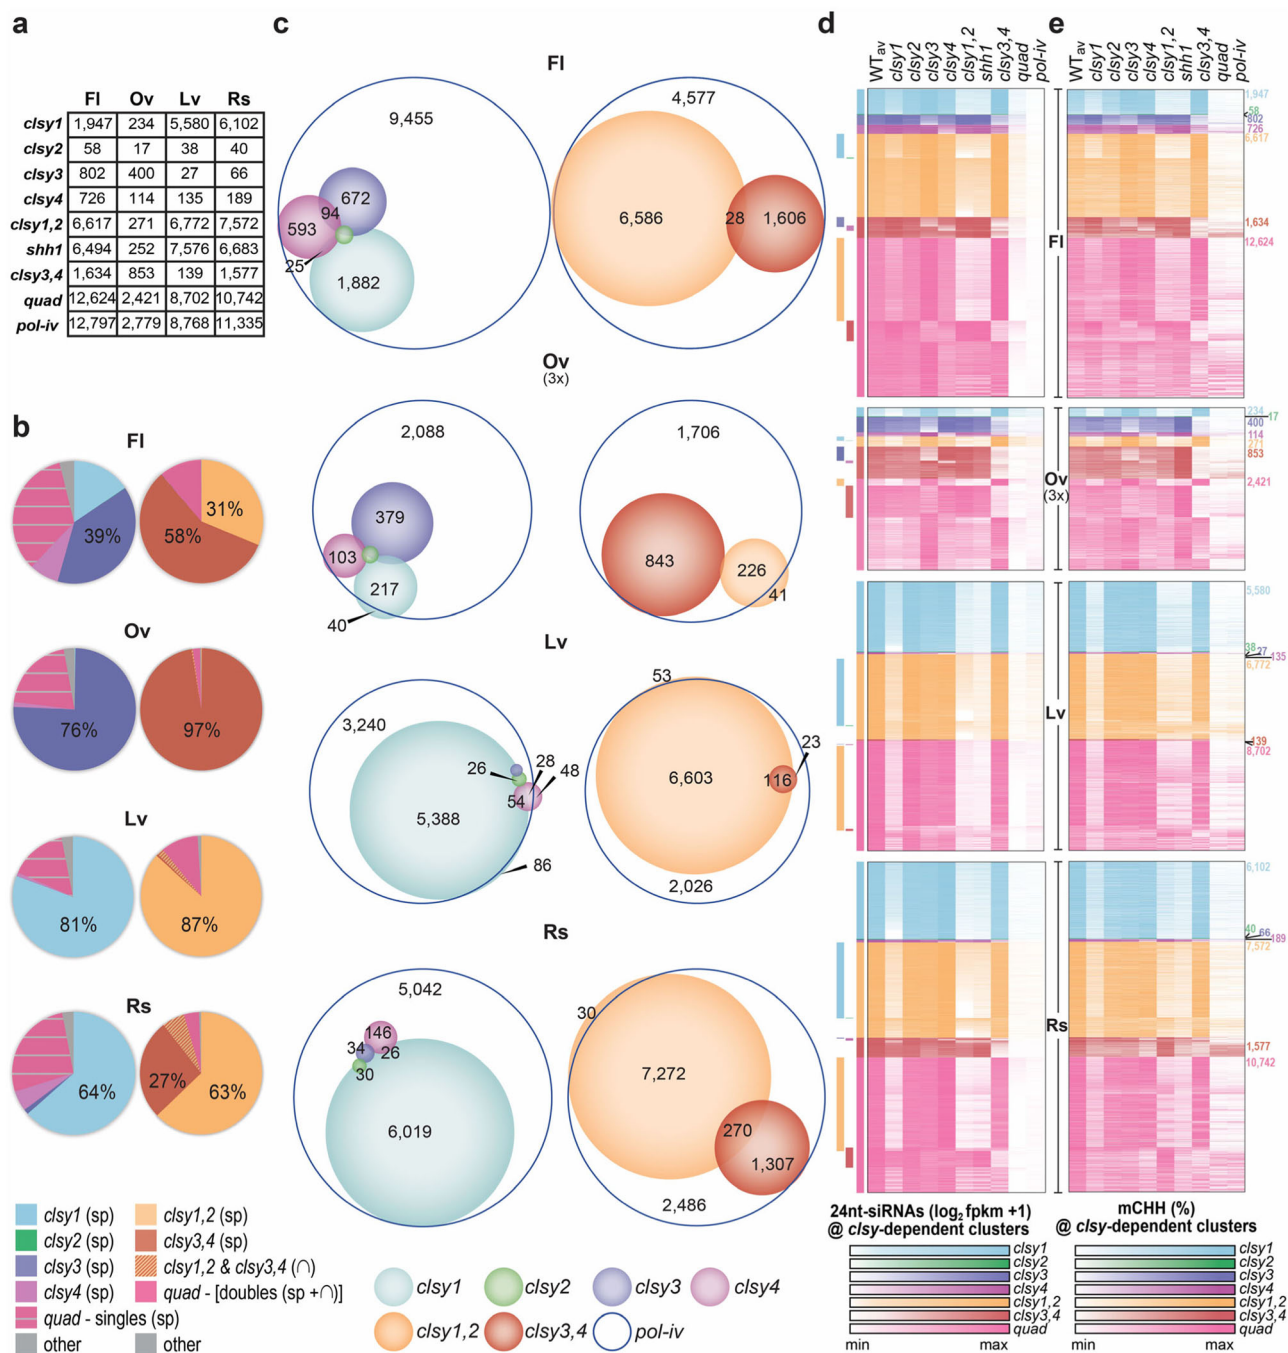 a
Fl Ov Lv Rs
clsy1 1,947 234 5,580 6,102
clsy2 58 17 38 40
clsy3 802 400 27 66
clsy4 726 114 135 189
clsy1,2 6,617 271 6,772 7,572
shh1 6,494 252 7,576 6,683
clsy3,4 1,634 853 139 1,577
quad 12,624 2,421 8,702 10,742
pol-iv 12,797 2,779 8,768 11,335
b
Fl
39% 58% 31%
Ov
76% 97%
Lv
81% 87%
Rs
64% 27% 63%
clsy1 (sp) clsy1,2 (sp)
clsy2 (sp) clsy3,4 (sp)
clsy3 (sp) clsy1,2 & clsy3,4 (∩)
clsy4 (sp) quad - [doubles (sp +∩)]
quad - singles (sp)
other other
c
Fl
9,455 4,577
672
94
593
25
1,882
6,586 28 1,606
Ov
(3x)
2,088 1,706
379
103
217
40
843 226
41
Lv
3,240 53
26 28 48
54
5,388
86
23
6,603 116
2,026
Rs
5,042 30
146
34 26
30
6,019
7,272
270
1,307
2,486
clsy1 clsy2 clsy3 clsy4
clsy1,2 clsy3,4 pol-iv
d
WTav clsy1 clsy2 clsy3 clsy4 clsy1,2 shh1 clsy3,4 quad pol-iv
Fl
Ov
(3x)
Lv
Rs
24nt-siRNAs (log2 fpkm +1)
@ clsy-dependent clusters
clsy1
clsy2
clsy3
clsy4
clsy1,2
clsy3,4
quad
min max
e
WTav clsy1 clsy2 clsy3 clsy4 clsy1,2 shh1 clsy3,4 quad pol-iv
1,947
58
802
726
6,617
1,634
12,624
234
17
400
114
271
853
2,421
5,580
38
27
135
6,772
139
8,702
6,102
40
66
189
7,572
1,577
10,742
mCHH (%)
@ clsy-dependent clusters
clsy1
clsy2
clsy3
clsy4
clsy1,2
clsy3,4
quad
min max